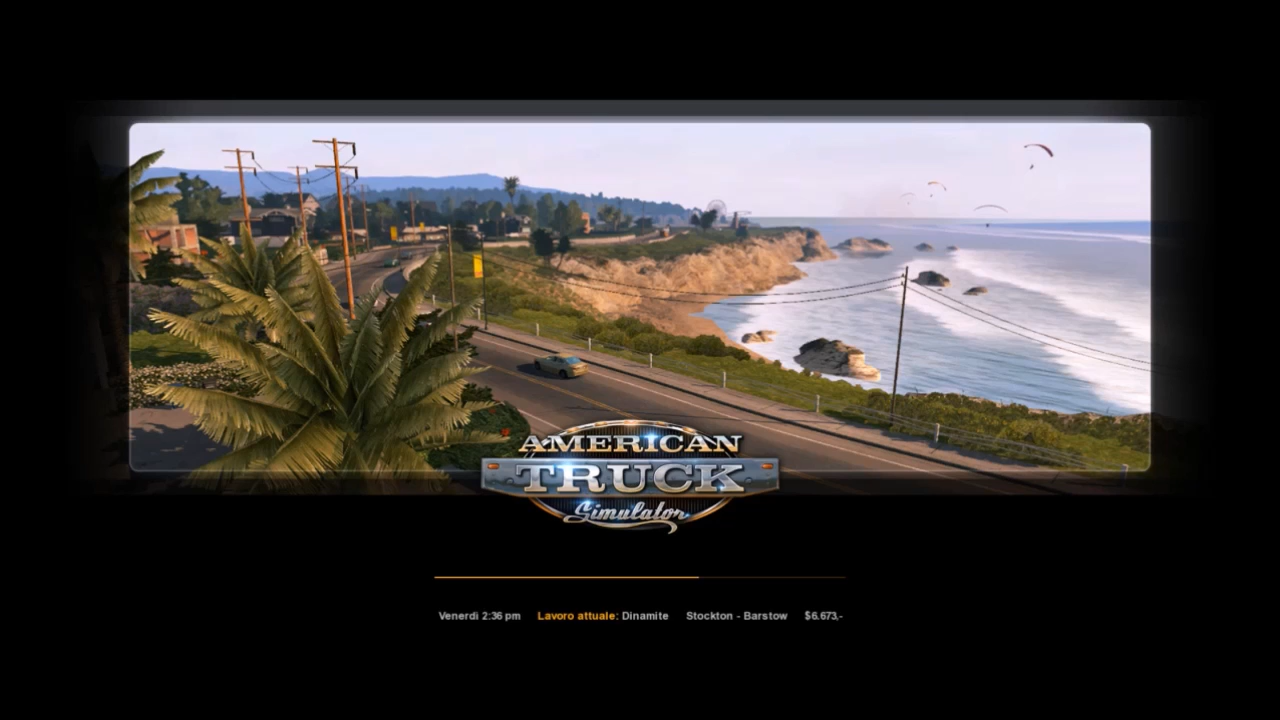 AMERICAN
TRUCK
Simulator
Venerdì 2:36 pm Lavoro attuale: Dinamite Stockton - Barstow $6.673,-